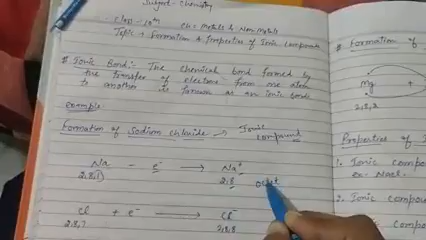 Subject - Chemistry
Class - 10th Ch:- Metals & Non Metals
Topic → Formation & Properties of Ionic Compounds
# Ionic Bond:- The chemical bond formed by
the transfer of electrons from one atom
to another is known as an ionic bond.
example
Formation of Sodium chloride → Ionic
compound
Na - e⁻ → Na⁺
2,8,1 2,8 octet
Cl + e⁻ → Cl⁻
2,8,7 2,8,8
# Formation of
Mg +
2,8,2
Properties of
1. Ionic compo
ex- NaCl.
2. Ionic
compou